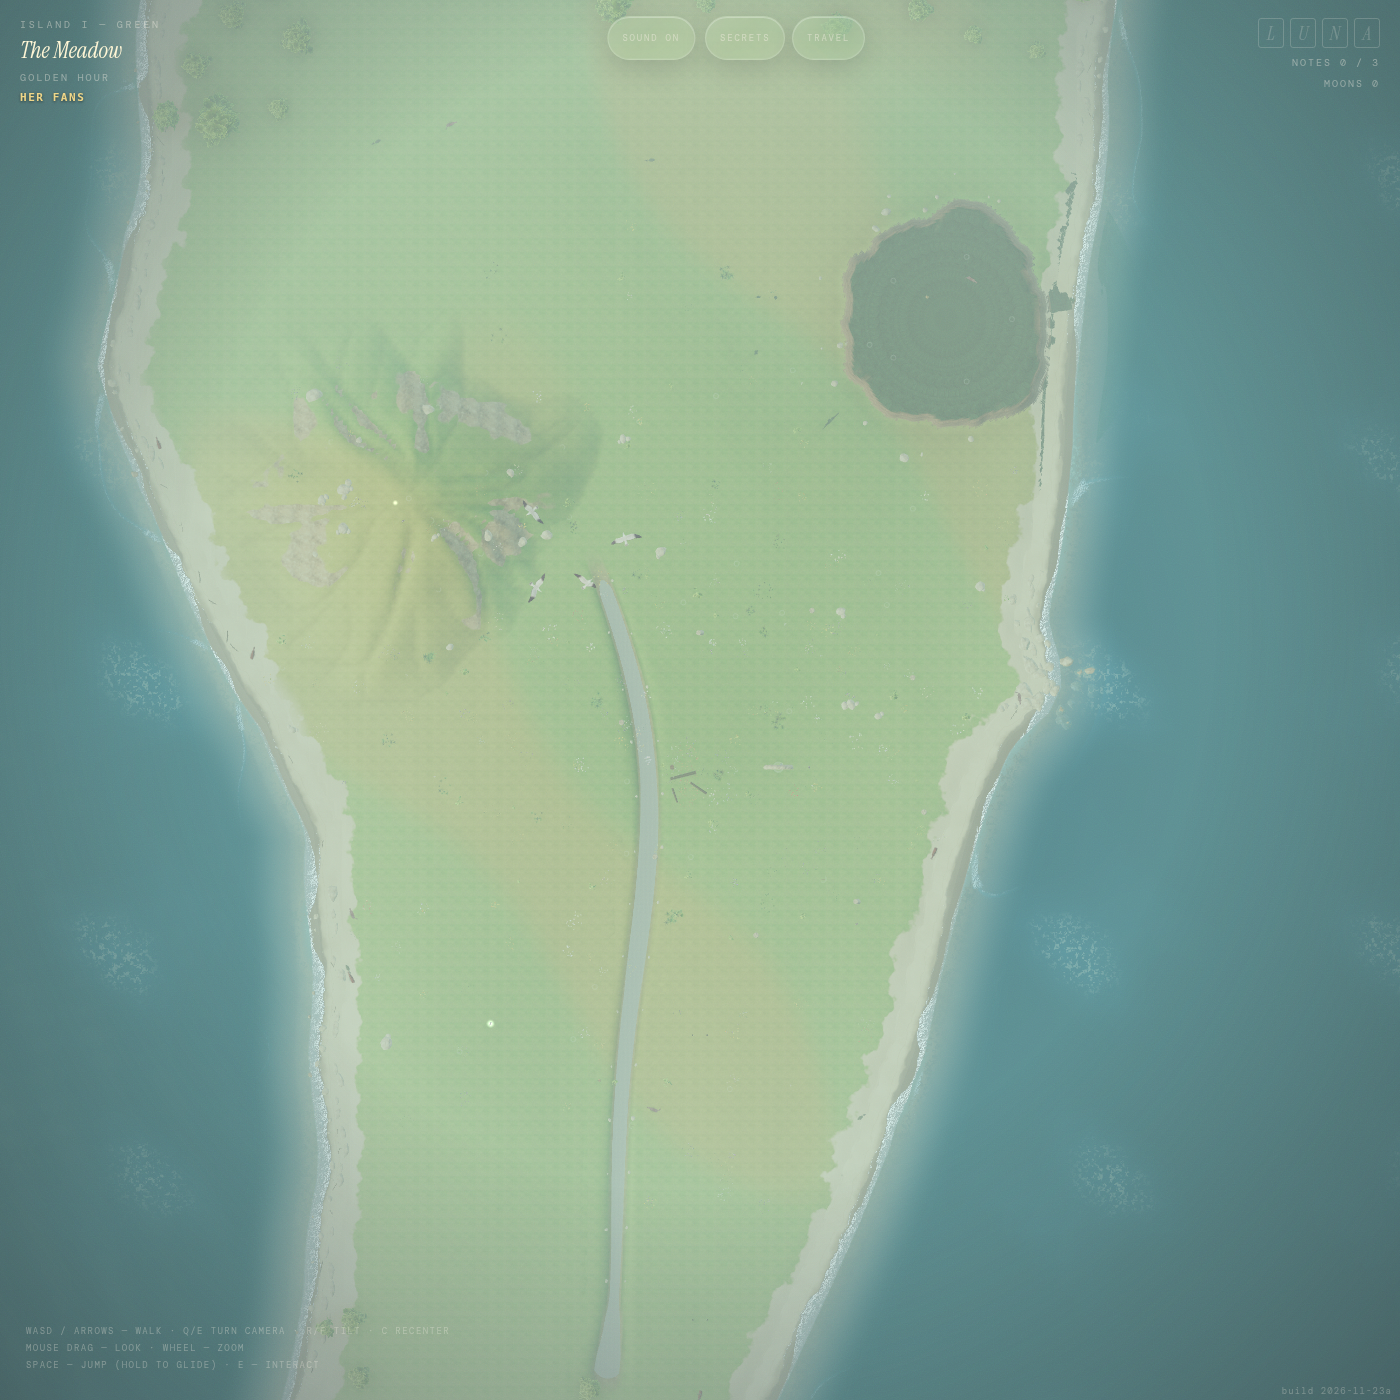 ISLAND I — GREEN
The Meadow
GOLDEN HOUR
HER FANS
SOUND ON
SECRETS
TRAVEL
L U N A
NOTES 0 / 3
MOONS 0
WASD / ARROWS — WALK · Q/E TURN CAMERA · R/F TILT · C RECENTER
MOUSE DRAG — LOOK · WHEEL — ZOOM
SPACE — JUMP (HOLD TO GLIDE) · E — INTERACT
build 2026-11-23a